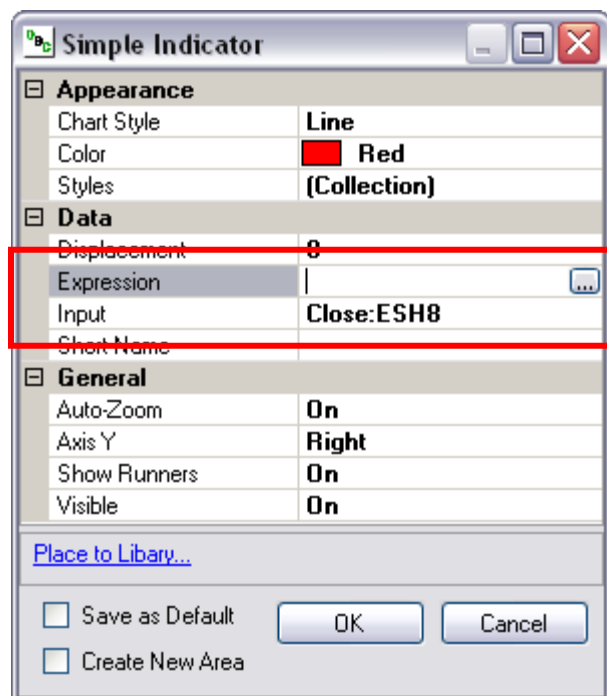 Simple Indicator
Appearance
Chart Style Line
Color Red
Styles (Collection)
Data
Displacement 0
Expression ...
Input Close:ESH8
Short Name
General
Auto-Zoom On
Axis Y Right
Show Runners On
Visible On
Place to Libary...
Save as Default OK Cancel
Create New Area